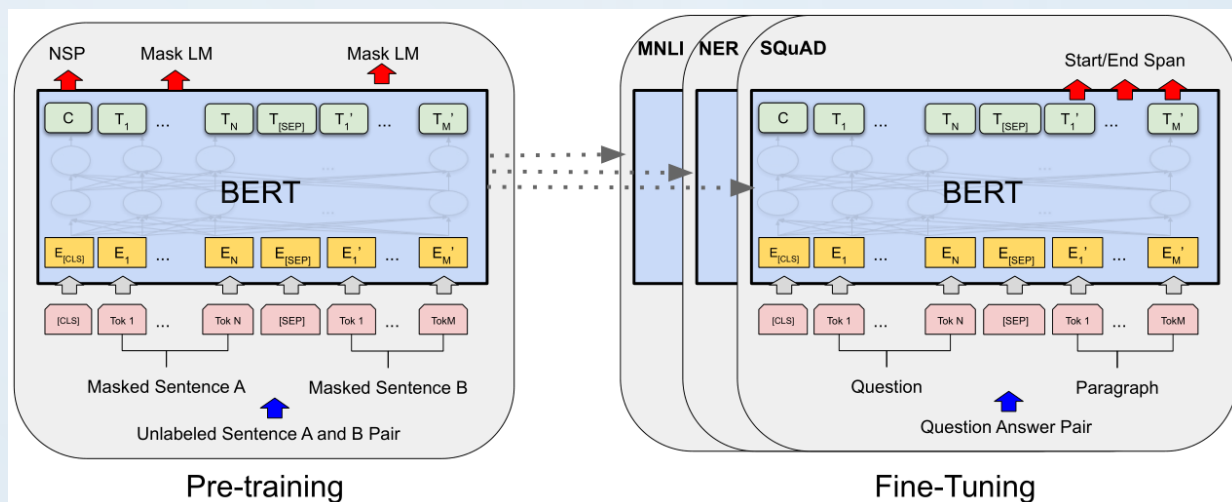 NSP Mask LM Mask LM
C T1 ... TN T[SEP] T1' ... TM'
...
BERT
...
E[CLS] E1 ... EN E[SEP] E1' ... EM'
[CLS] Tok 1 ... Tok N [SEP] Tok 1 ... TokM
Masked Sentence A Masked Sentence B
Unlabeled Sentence A and B Pair
Pre-training
MNLI NER SQuAD
Start/End Span
C T1 ... TN T[SEP] T1' ... TM'
...
BERT
...
E[CLS] E1 ... EN E[SEP] E1' ... EM'
[CLS] Tok 1 ... Tok N [SEP] Tok 1 ... TokM
Question Paragraph
Question Answer Pair
Fine-Tuning